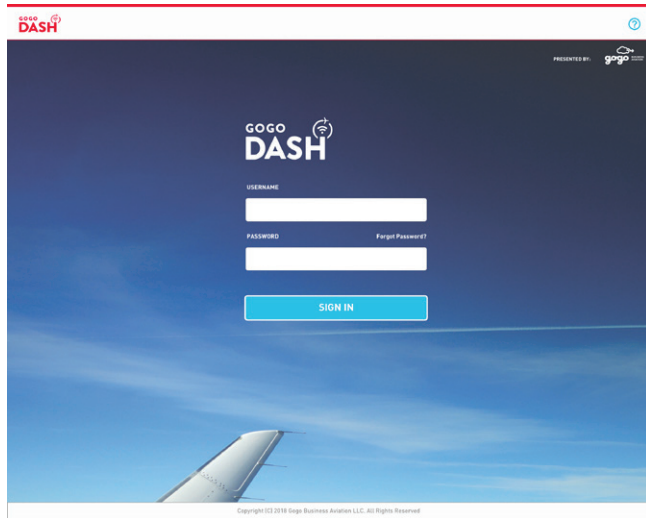 GOGO
DASH
PRESENTED BY:
gogo
GOGO
DASH
USERNAME
PASSWORD Forgot Password?
SIGN IN
Copyright (C) 2018 Gogo Business Aviation LLC. All Rights Reserved